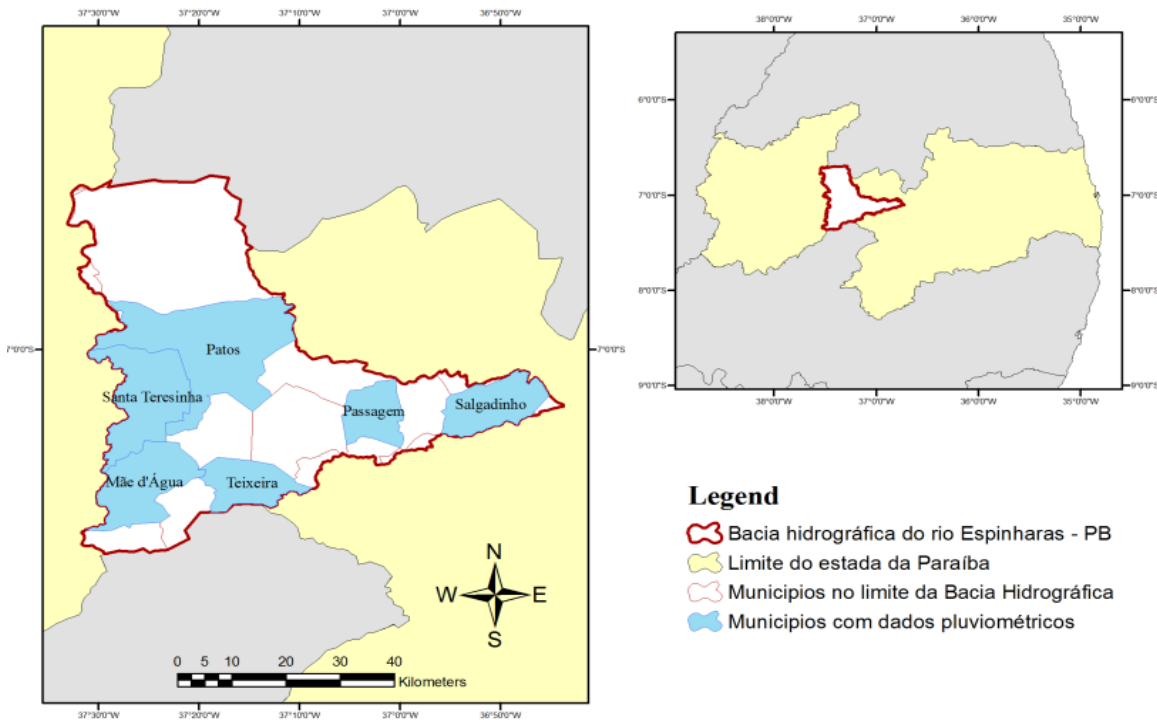 37°30'0"W 37°20'0"W 37°10'0"W 37°0'0"W 36°50'0"W
7°0'0"S 7°0'0"S
Patos
Santa Teresinha
Passagem
Salgadinho
Mãe d'Água
Teixeira
N
W E
S
0 5 10 20 30 40
Kilometers
37°30'0"W 37°20'0"W 37°10'0"W 37°0'0"W 36°50'0"W
38°0'0"W 37°0'0"W 36°0'0"W 35°0'0"W
6°0'0"S 6°0'0"S
7°0'0"S 7°0'0"S
8°0'0"S 8°0'0"S
9°0'0"S 9°0'0"S
38°0'0"W 37°0'0"W 36°0'0"W 35°0'0"W
Legend
Bacia hidrográfica do rio Espinharas - PB
Limite do estada da Paraíba
Municipios no limite da Bacia Hidrográfica
Municipios com dados pluviométricos